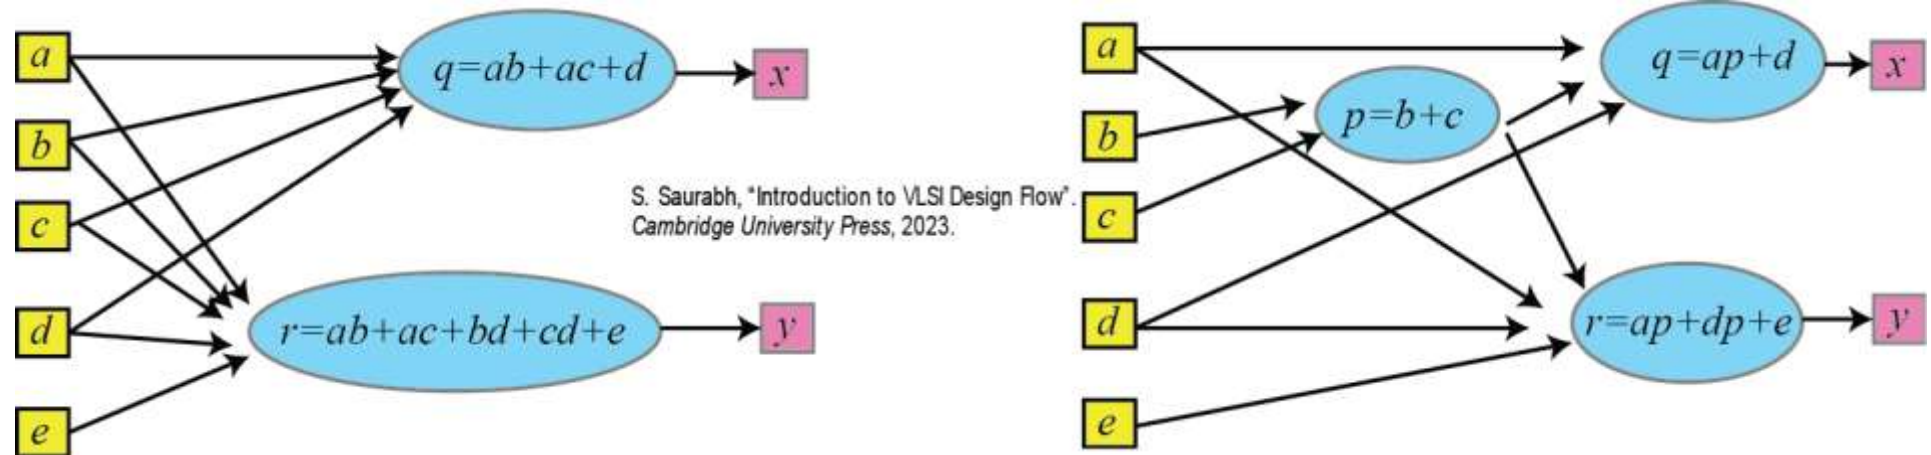 a
b
c
d
e
q=ab+ac+d
x
r=ab+ac+bd+cd+e
y
S. Saurabh, "Introduction to VLSI Design Flow".
Cambridge University Press, 2023.
a
b
c
d
e
p=b+c
q=ap+d
x
r=ap+dp+e
y